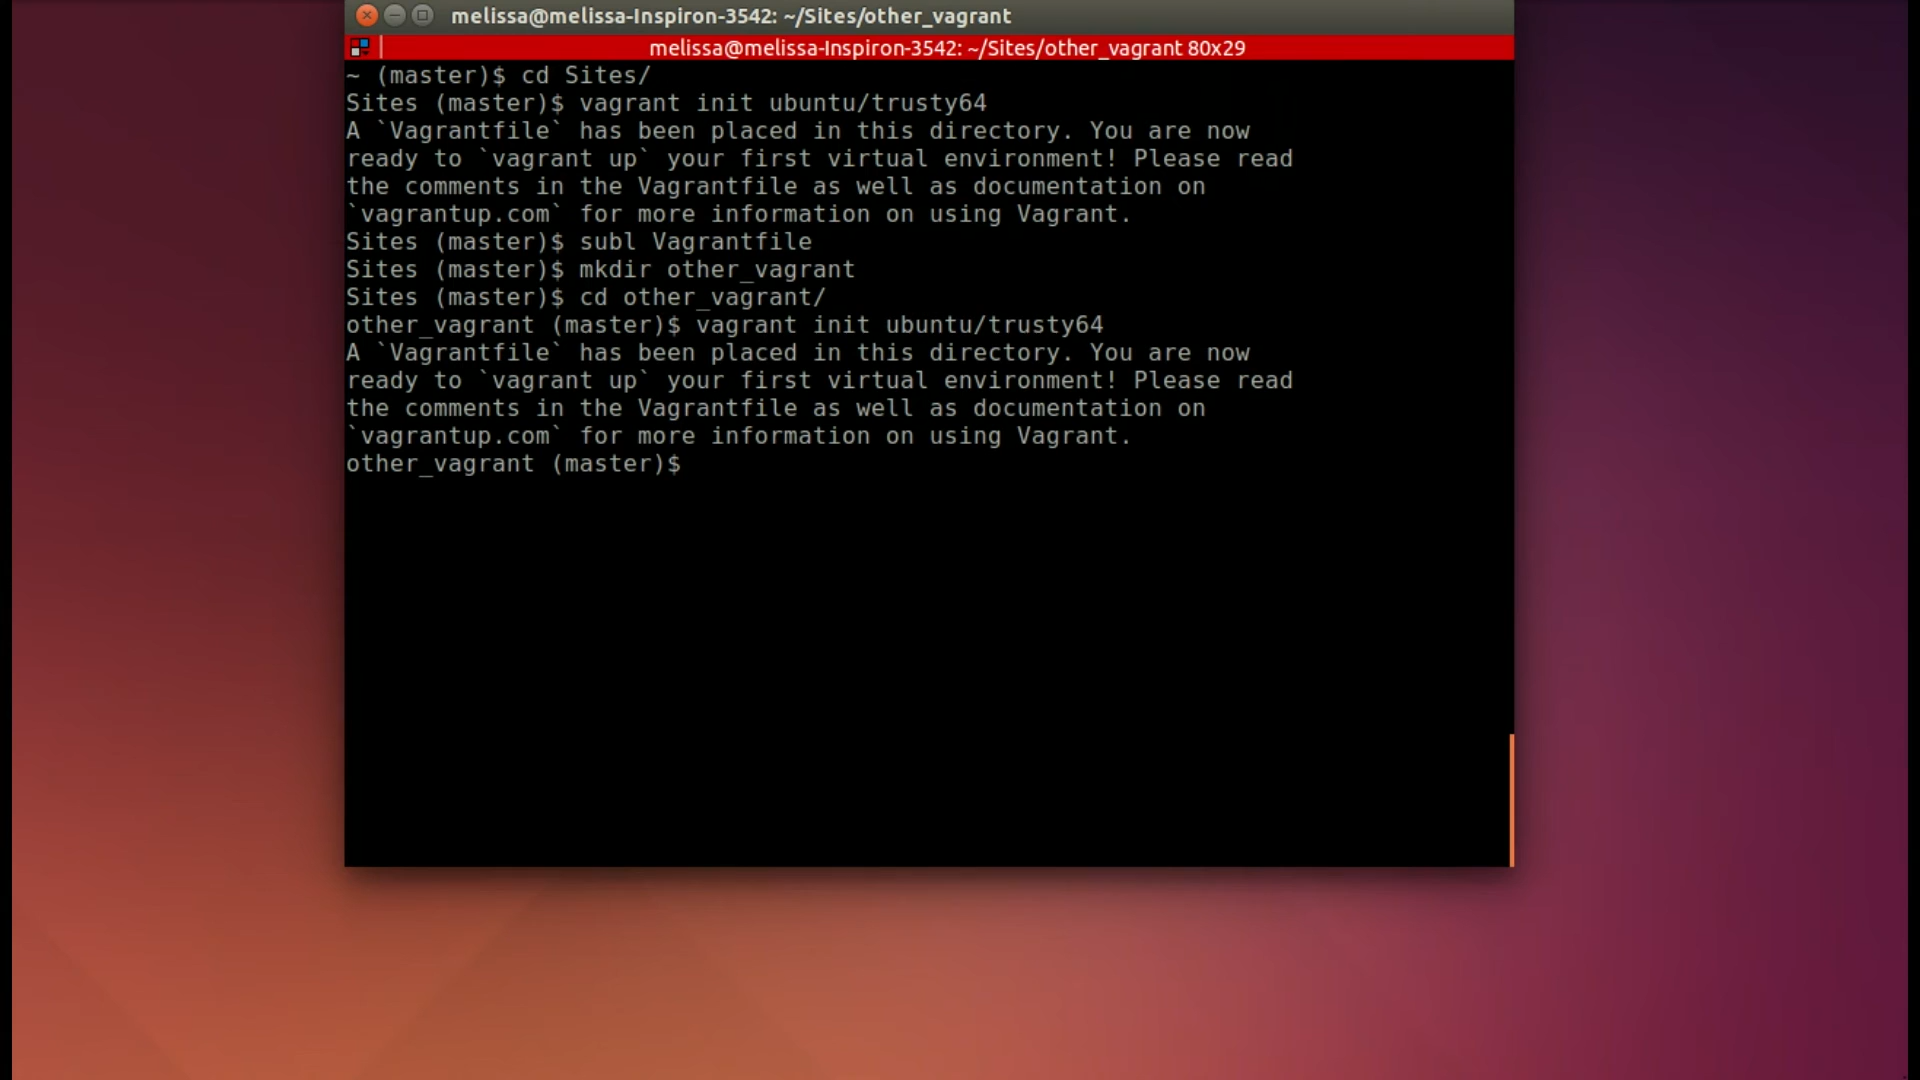 melissa@melissa-Inspiron-3542: ~/Sites/other_vagrant
melissa@melissa-Inspiron-3542: ~/Sites/other_vagrant 80x29
~ (master)$ cd Sites/
Sites (master)$ vagrant init ubuntu/trusty64
A `Vagrantfile` has been placed in this directory. You are now
ready to `vagrant up` your first virtual environment! Please read
the comments in the Vagrantfile as well as documentation on
`vagrantup.com` for more information on using Vagrant.
Sites (master)$ subl Vagrantfile
Sites (master)$ mkdir other_vagrant
Sites (master)$ cd other_vagrant/
other_vagrant (master)$ vagrant init ubuntu/trusty64
A `Vagrantfile` has been placed in this directory. You are now
ready to `vagrant up` your first virtual environment! Please read
the comments in the Vagrantfile as well as documentation on
`vagrantup.com` for more information on using Vagrant.
other_vagrant (master)$